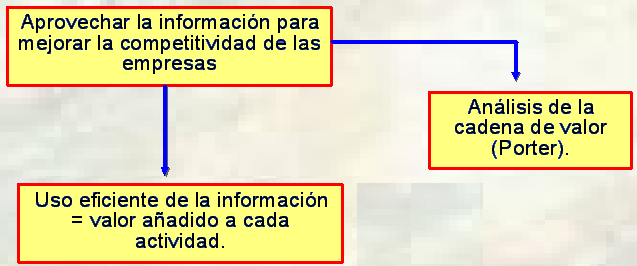 Aprovechar la información para
mejorar la competitividad de las
empresas
Análisis de la
cadena de valor
(Porter).
Uso eficiente de la información
= valor añadido a cada
actividad.